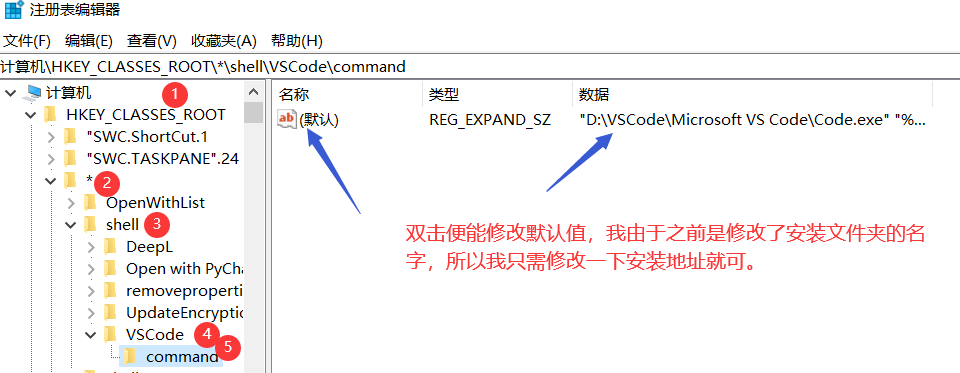 注册表编辑器
文件(F) 编辑(E) 查看(V) 收藏夹(A) 帮助(H)
计算机\HKEY_CLASSES_ROOT\*\shell\VSCode\command
计算机
1
HKEY_CLASSES_ROOT
"SWC.ShortCut.1
"SWC.TASKPANE".24
* 2
OpenWithList
shell 3
DeepL
Open with PyCha
removeproperti
UpdateEncryptic
VSCode 4
command 5
名称 类型 数据
ab (默认) REG_EXPAND_SZ "D:\VSCode\Microsoft VS Code\Code.exe" "%...
双击便能修改默认值，我由于之前是修改了安装文件夹的名
字，所以我只需修改一下安装地址就可。